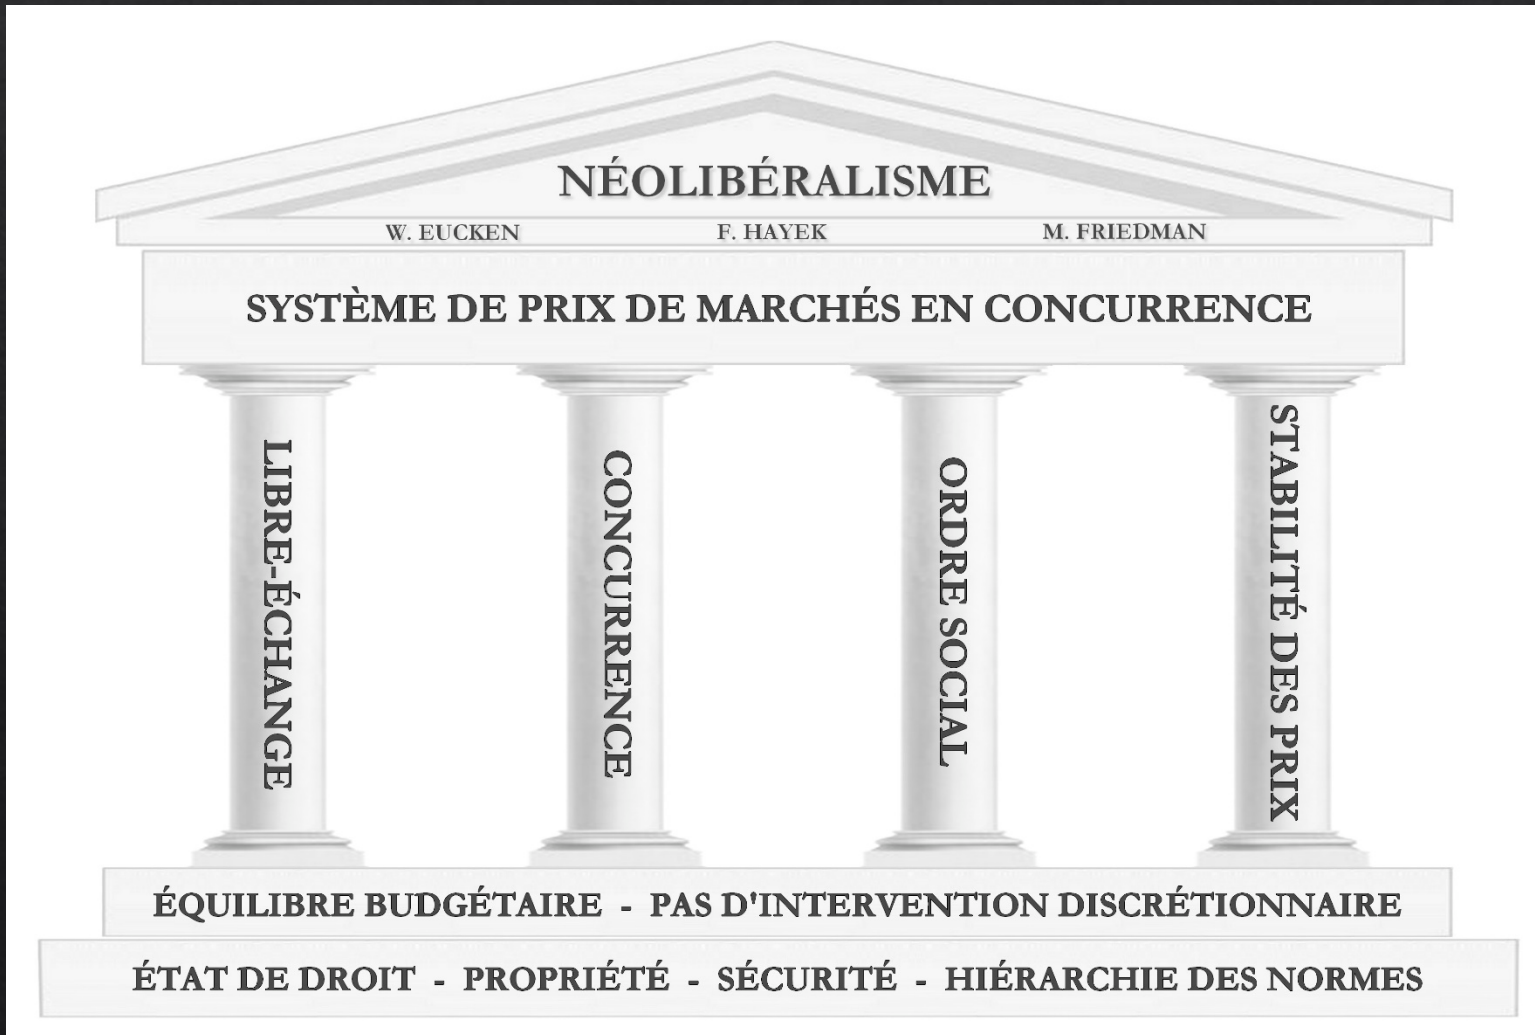 NÉOLIBÉRALISME
W. EUCKEN F. HAYEK M. FRIEDMAN
SYSTÈME DE PRIX DE MARCHÉS EN CONCURRENCE
LIBRE-ÉCHANGE
CONCURRENCE
ORDRE SOCIAL
STABILITÉ DES PRIX
ÉQUILIBRE BUDGÉTAIRE - PAS D'INTERVENTION DISCRÉTIONNAIRE
ÉTAT DE DROIT - PROPRIÉTÉ - SÉCURITÉ - HIÉRARCHIE DES NORMES